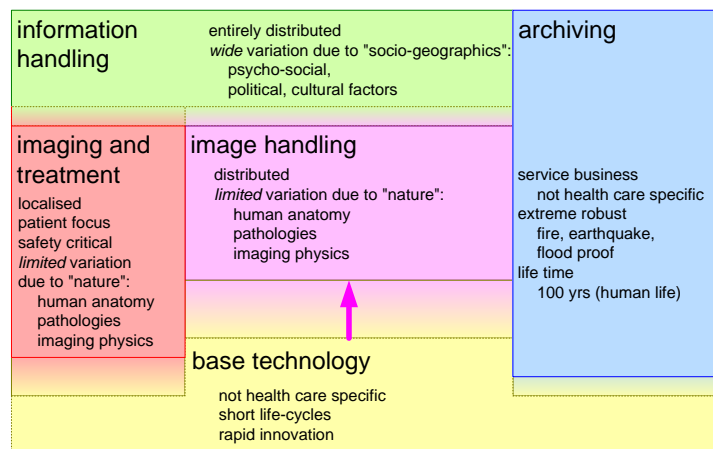 information
handling
entirely distributed
wide variation due to "socio-geographics":
psycho-social,
political, cultural factors
archiving
service business
not health care specific
extreme robust
fire, earthquake,
flood proof
life time
100 yrs (human life)
imaging and
treatment
localised
patient focus
safety critical
limited variation
due to "nature":
human anatomy
pathologies
imaging physics
image handling
distributed
limited variation due to "nature":
human anatomy
pathologies
imaging physics
base technology
not health care specific
short life-cycles
rapid innovation